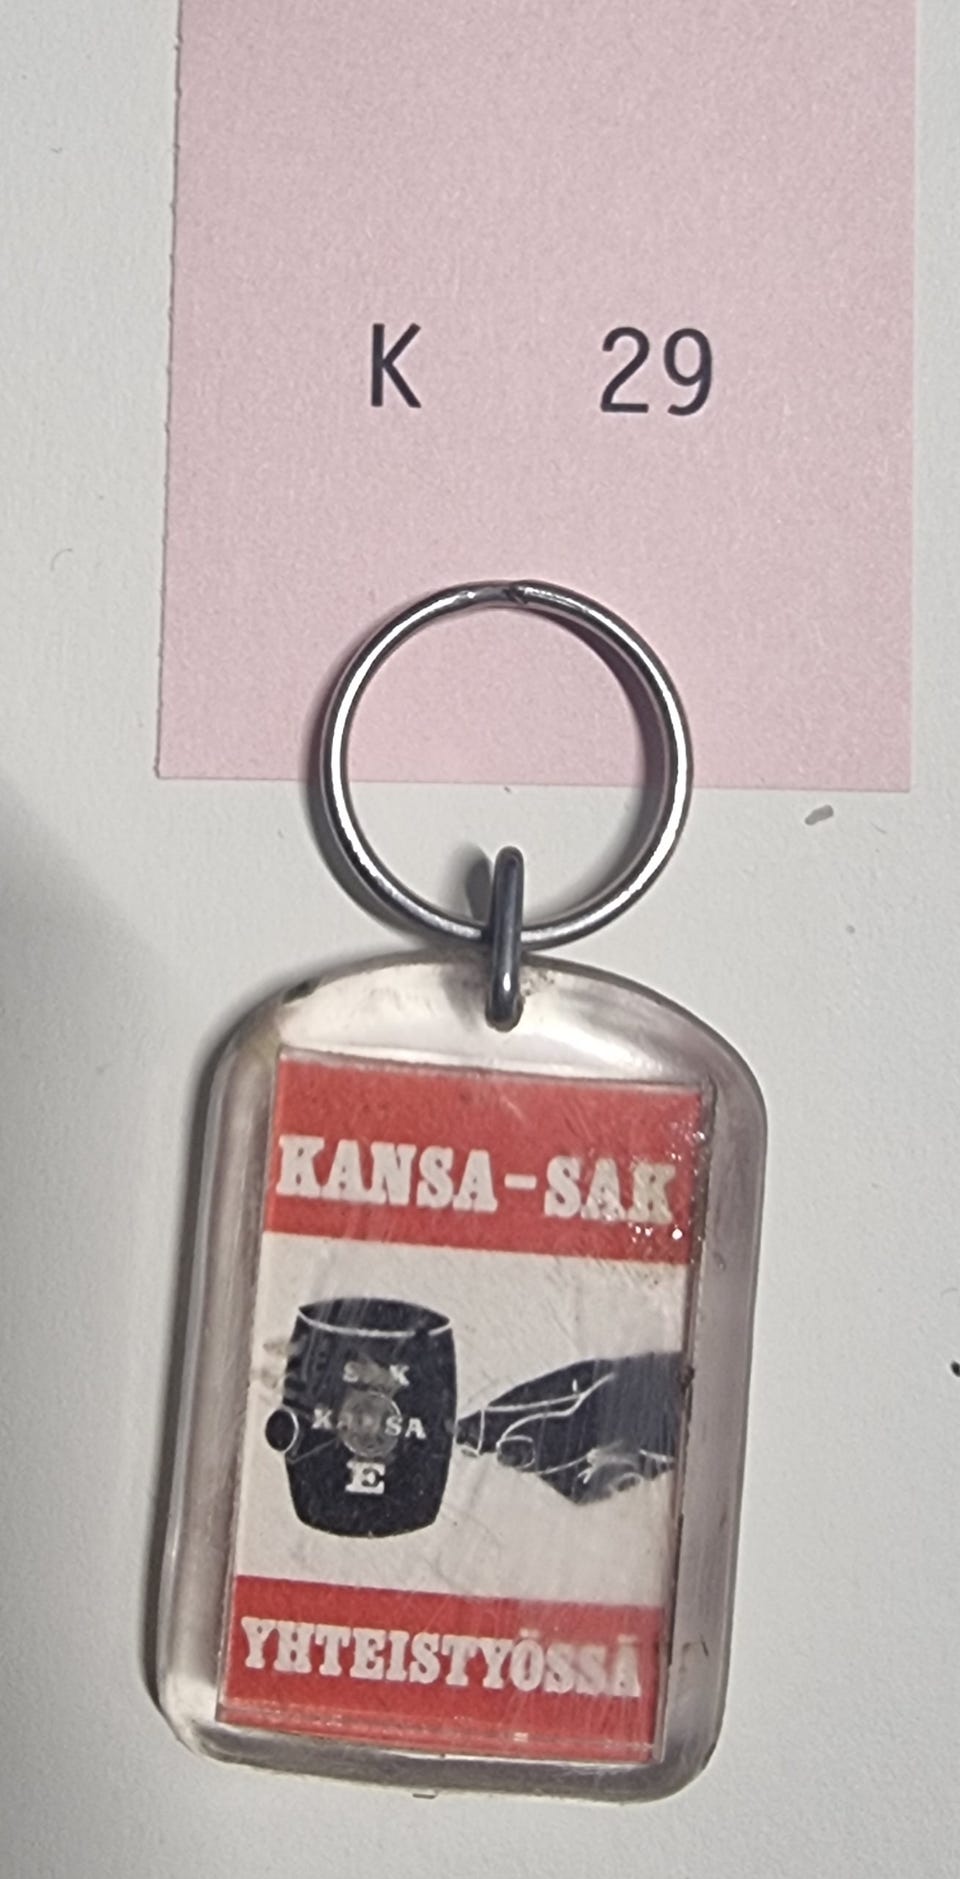 K 29
KANSA-SAK
SAK
KANSA
E
YHTEISTYÖSSÄ